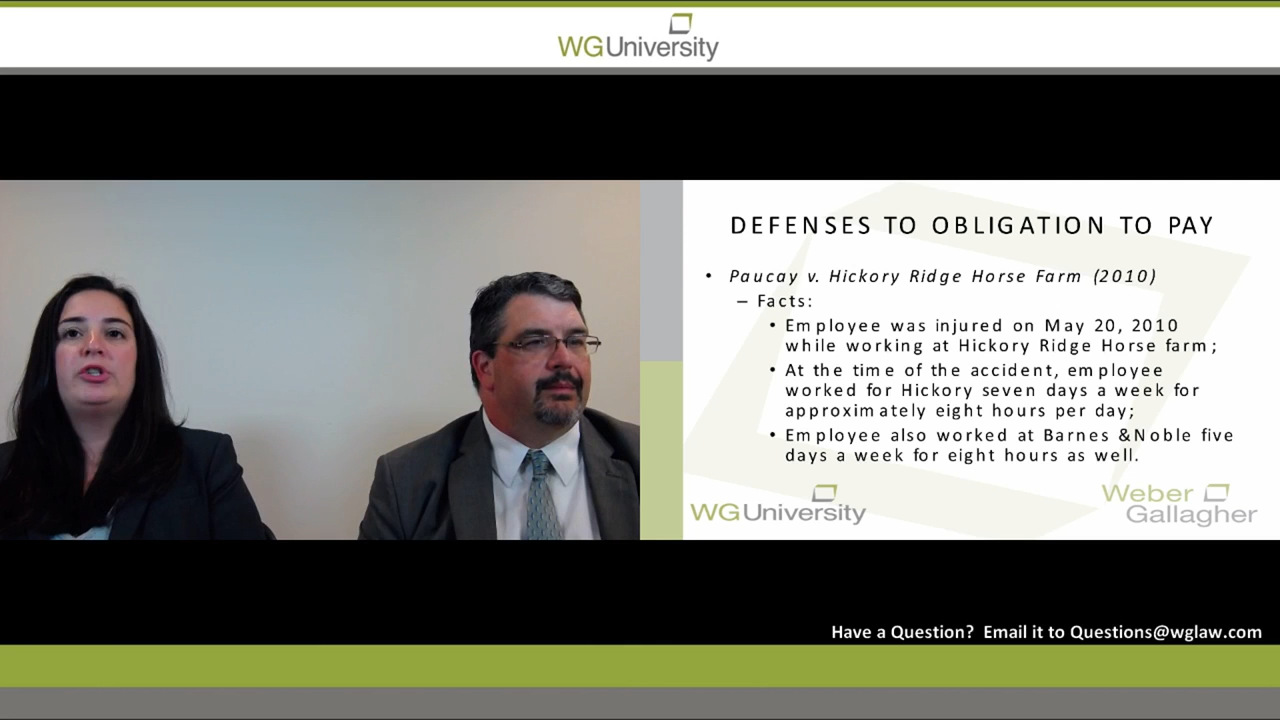 WGUniversity
DEFENSES TO OBLIGATION TO PAY
• Paucay v. Hickory Ridge Horse Farm (2010)
– Facts:
• Employee was injured on May 20, 2010
while working at Hickory Ridge Horse farm;
• At the time of the accident, employee
worked for Hickory seven days a week for
approximately eight hours per day;
• Employee also worked at Barnes &Noble five
days a week for eight hours as well.
WGUniversity
Weber
Gallagher
Have a Question? Email it to Questions@wglaw.com